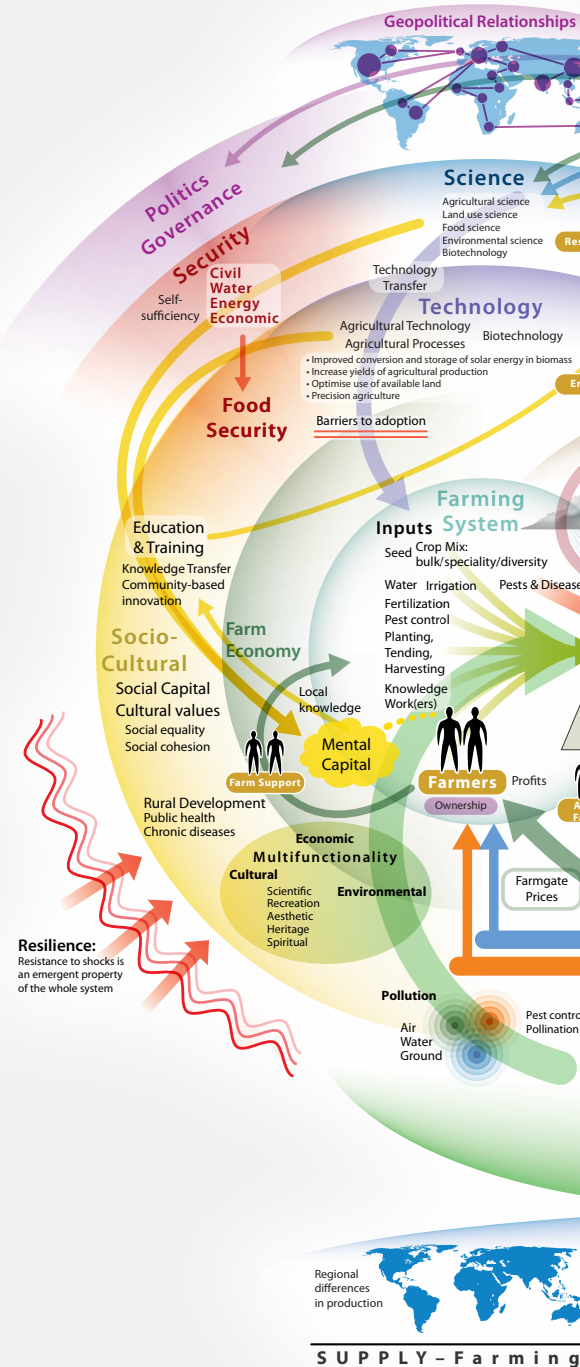 Geopolitical Relationships
Politics
Governance
Security
Science
Agricultural science
Land use science
Food science
Environmental science
Biotechnology
Civil
Water
Energy
Economic
Self-
sufficiency
Technology
Transfer
Technology
Agricultural Technology
Agricultural Processes
Biotechnology
• Improved conversion and storage of solar energy in biomass
• Increase yields of agricultural production
• Optimise use of available land
• Precision agriculture
Food
Security
Barriers to adoption
Farming
System
Inputs
Seed
Crop Mix:
bulk/speciality/diversity
Water
Irrigation
Pests & Disease
Fertilization
Pest control
Planting,
Tending,
Harvesting
Knowledge
Work(ers)
Education
& Training
Knowledge Transfer
Community-based
innovation
Socio-
Cultural
Farm
Economy
Social Capital
Cultural values
Social equality
Social cohesion
Local
knowledge
Mental
Capital
Farm Support
Farmers
Profits
Ownership
Rural Development
Public health
Chronic diseases
Economic
Multifunctionality
Cultural
Environmental
Scientific
Recreation
Aesthetic
Heritage
Spiritual
Farmgate
Prices
Resilience:
Resistance to shocks is
an emergent property
of the whole system
Pollution
Air
Water
Ground
Pest control
Pollination
Regional
differences
in production
SUPPLY–Farming